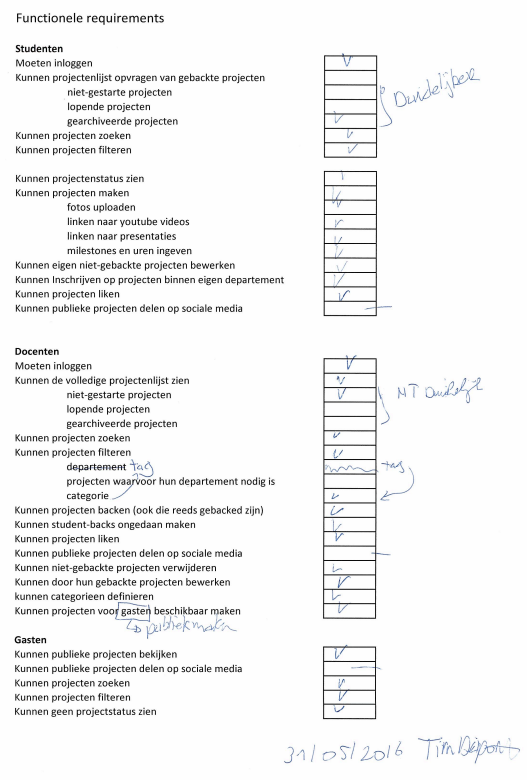 Functionele requirements
Studenten
Moeten inloggen
Kunnen projectenlijst opvragen van gebackte projecten
niet-gestarte projecten
lopende projecten
gearchiveerde projecten
Kunnen projecten zoeken
Kunnen projecten filteren
Kunnen projectenstatus zien
Kunnen projecten maken
fotos uploaden
linken naar youtube videos
linken naar presentaties
milestones en uren ingeven
Kunnen eigen niet-gebackte projecten bewerken
Kunnen Inschrijven op projecten binnen eigen departement
Kunnen projecten liken
Kunnen publieke projecten delen op sociale media
Docenten
Moeten inloggen
Kunnen de volledige projectenlijst zien
niet-gestarte projecten
NT Duidelijk
lopende projecten
gearchiveerde projecten
Kunnen projecten zoeken
Kunnen projecten filteren
departement tag
tag
projecten waarvoor hun departement nodig is
categorie
Kunnen projecten backen (ook die reeds gebacked zijn)
Kunnen student-backs ongedaan maken
Kunnen projecten liken
Kunnen publieke projecten delen op sociale media
Kunnen niet-gebackte projecten verwijderen
Kunnen door hun gebackte projecten bewerken
kunnen categorieen definieren
Kunnen projecten voor gasten beschikbaar maken
publiek maken
Gasten
Kunnen publieke projecten bekijken
Kunnen publieke projecten delen op sociale media
Kunnen projecten zoeken
Kunnen projecten filteren
Kunnen geen projectstatus zien
31/05/2016 Tim